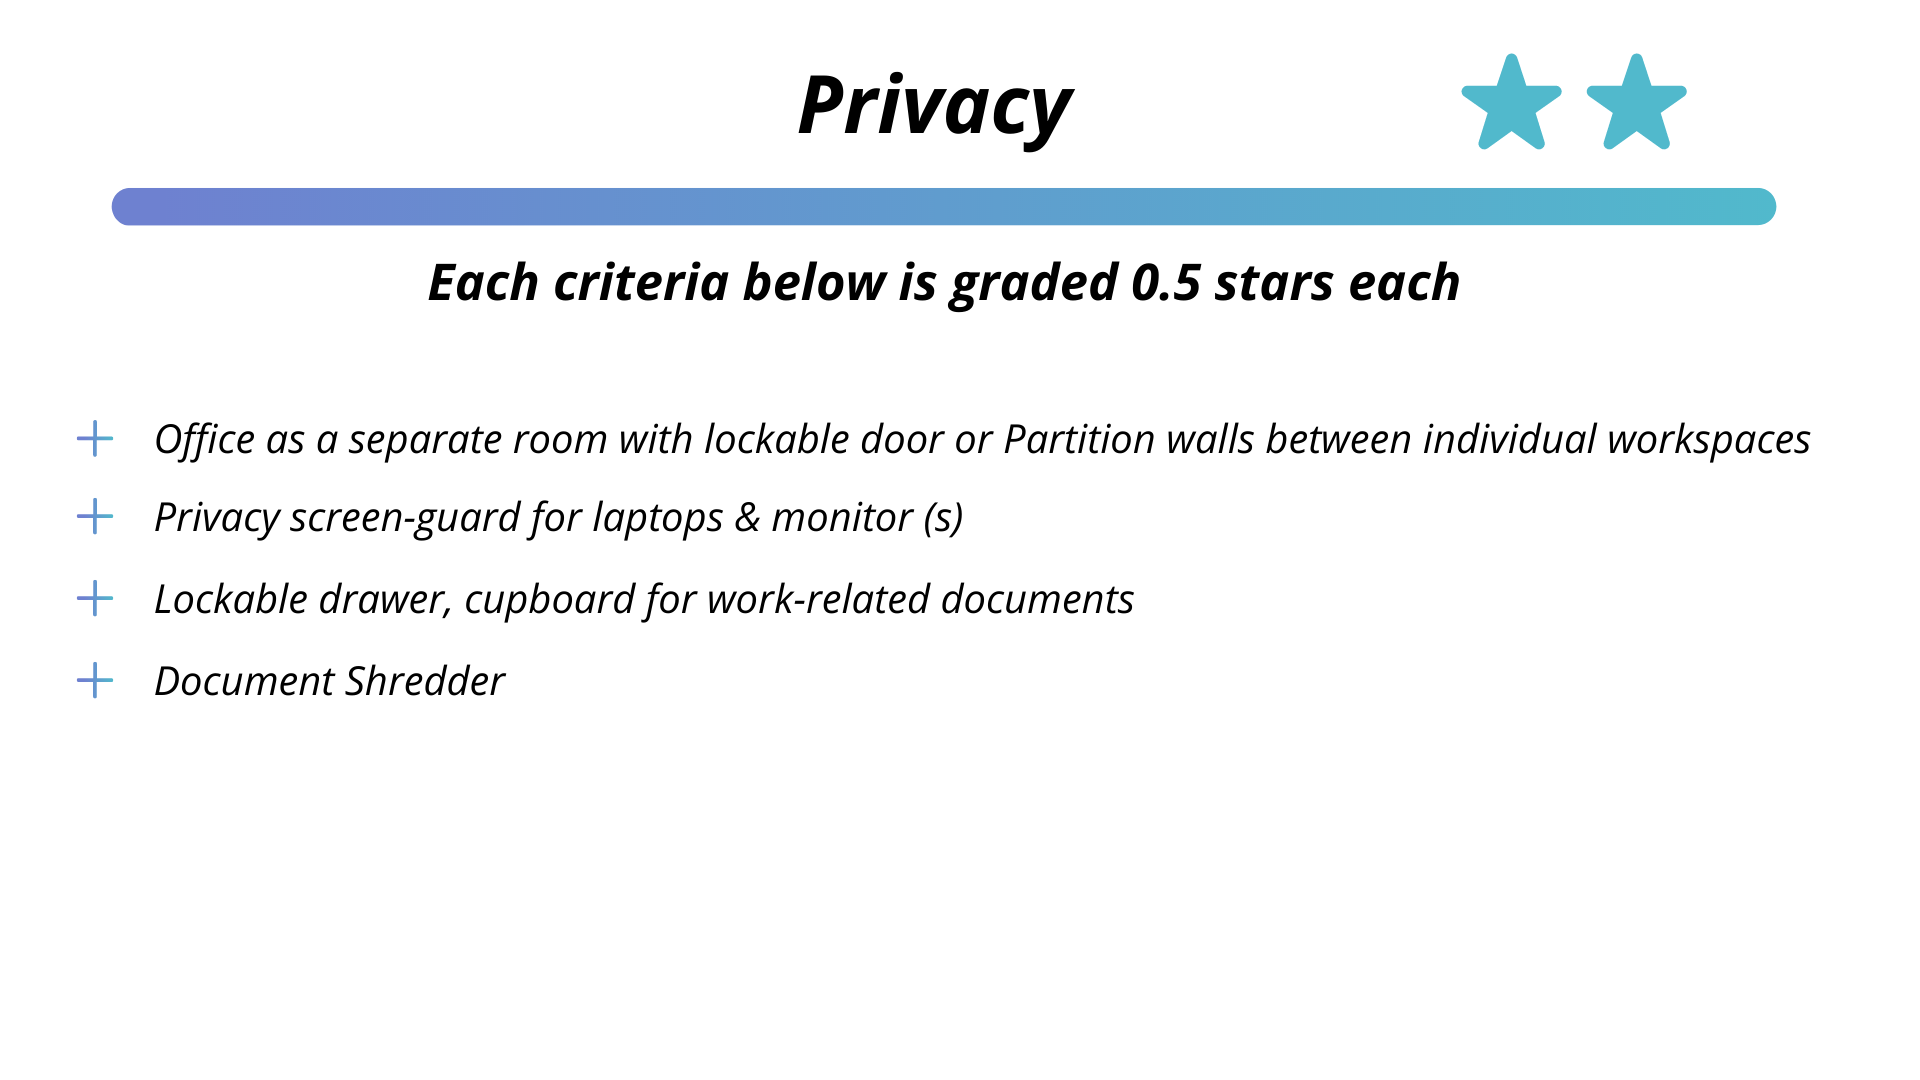 Privacy
Each criteria below is graded 0.5 stars each
Office as a separate room with lockable door or Partition walls between individual workspaces
Privacy screen-guard for laptops & monitor (s)
Lockable drawer, cupboard for work-related documents
Document Shredder